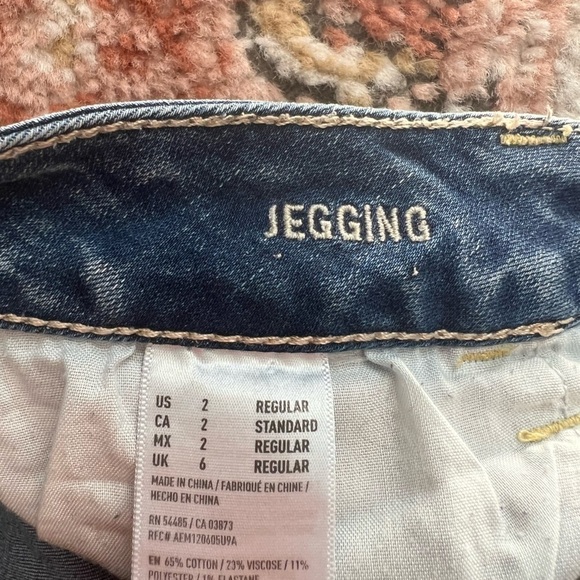 JEGGING
US 2 REGULAR
CA 2 STANDARD
MX 2 REGULAR
UK 6 REGULAR
MADE IN CHINA / FABRIQUÉ EN CHINE /
HECHO EN CHINA
RN 54485 / CA 03873
RFC# AEM120605U9A
EN 65% COTTON / 23% VISCOSE / 11%
POLYESTER / 1% ELASTANE